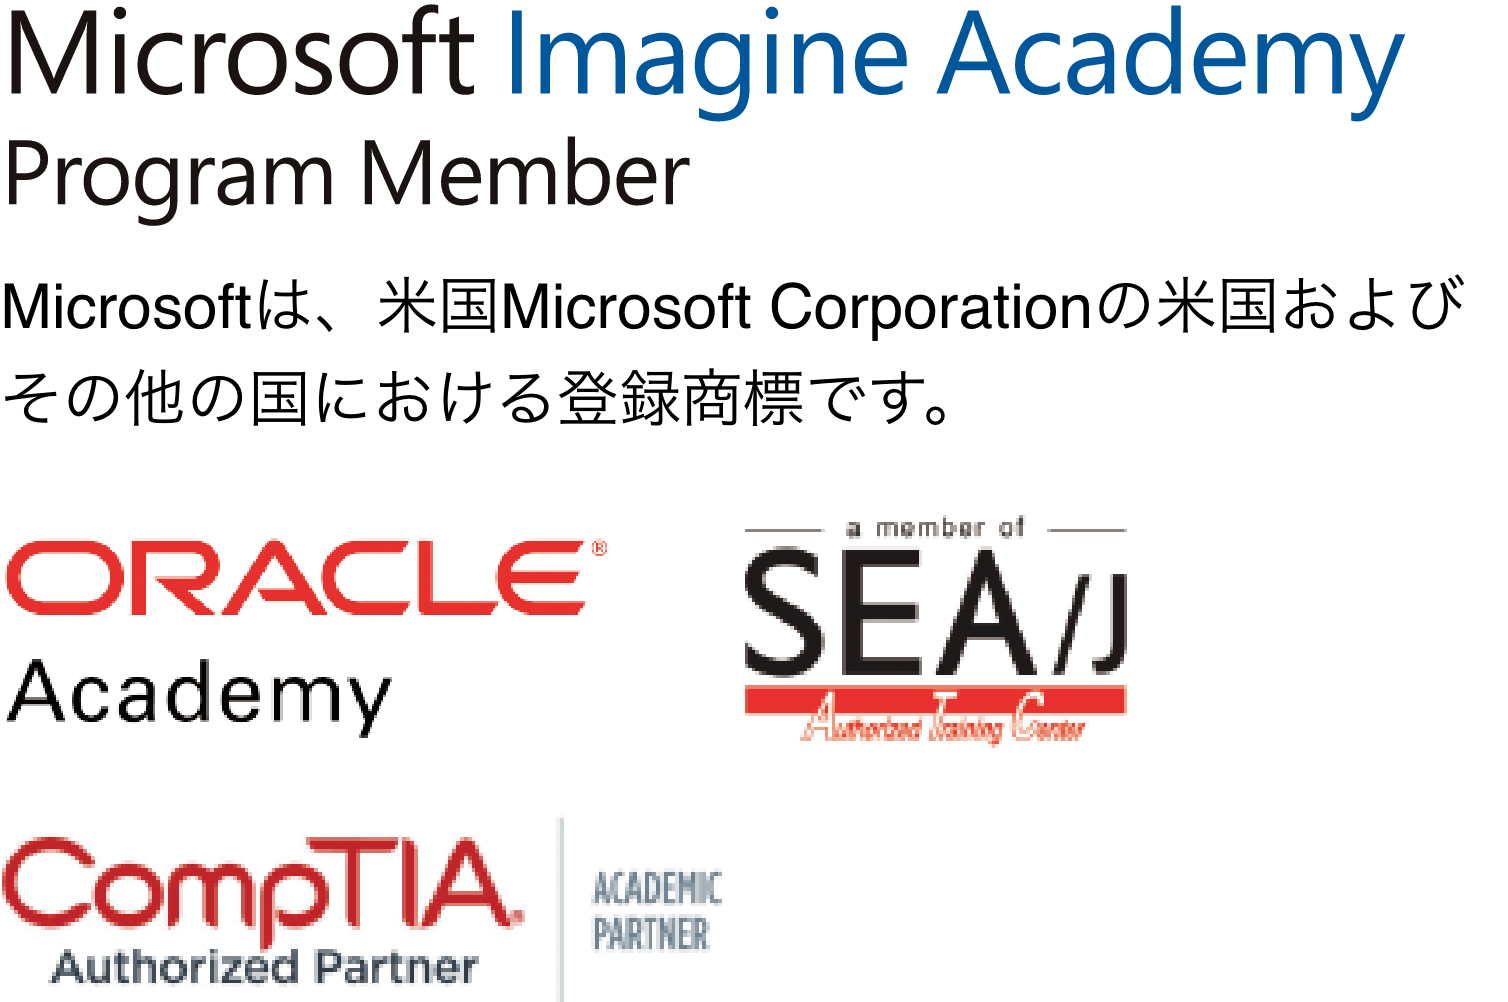 Microsoft Imagine Academy
Program Member
Microsoftは、米国Microsoft Corporationの米国および
その他の国における登録商標です。
ORACLE®
Academy
a member of
SEA/J
Authorized Training Center
CompTIA®
Authorized Partner
ACADEMIC
PARTNER